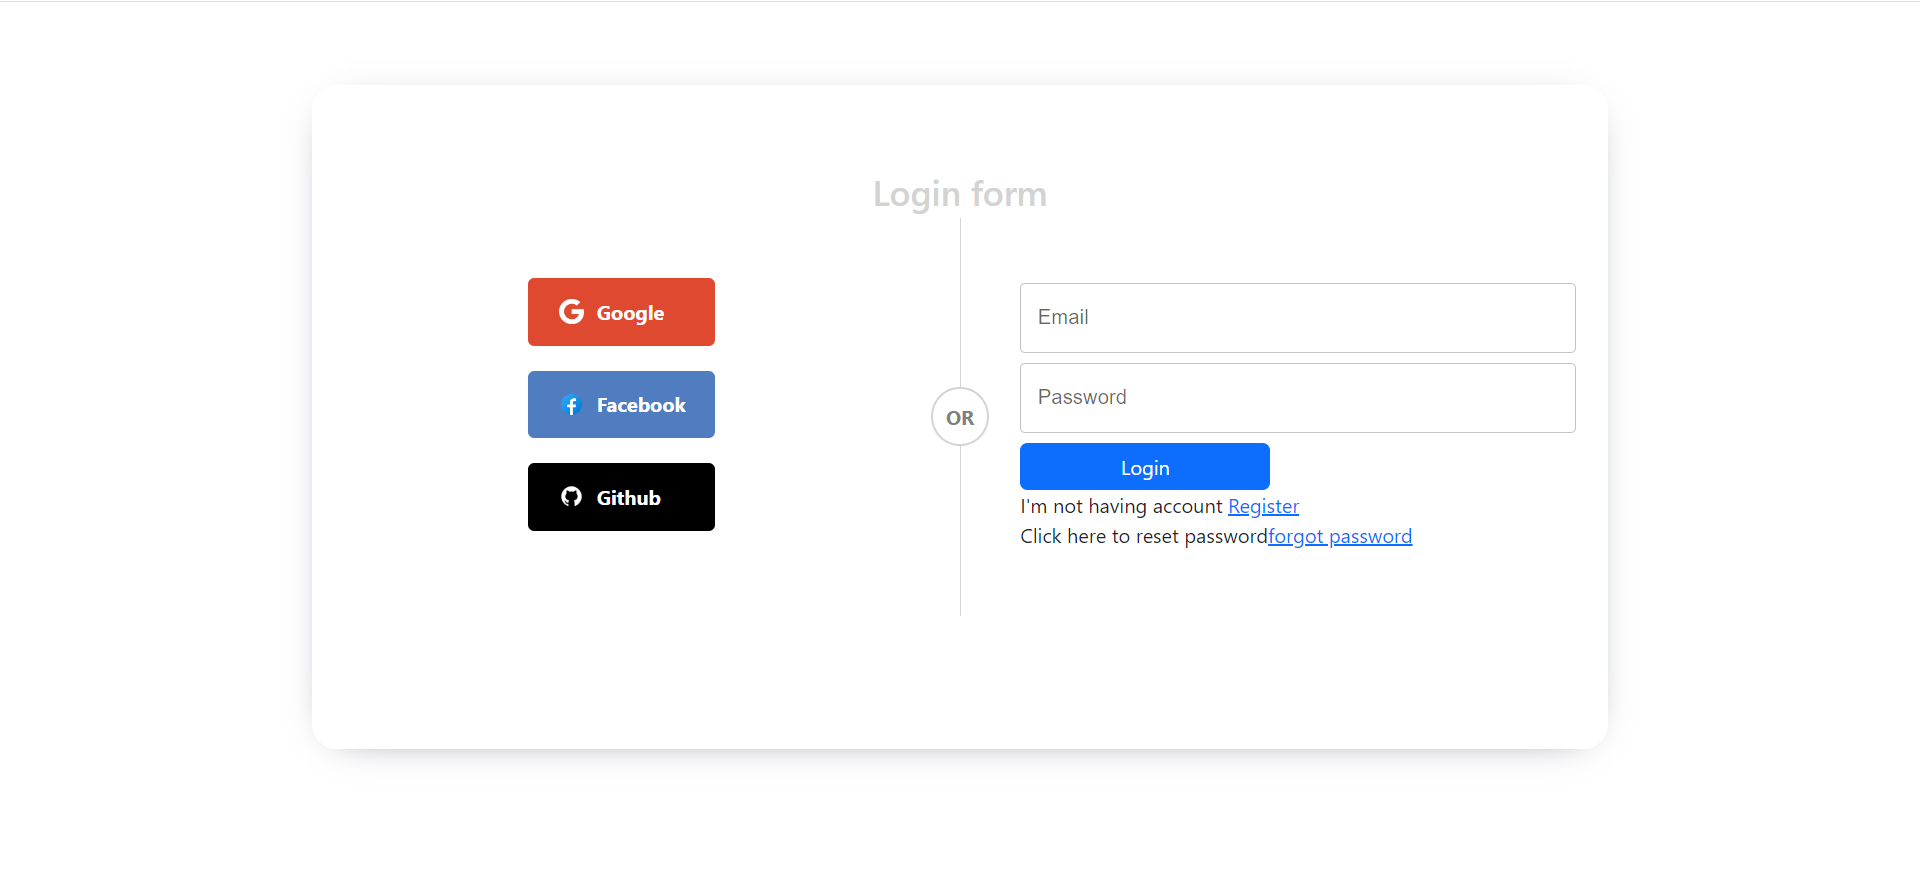 Login form
Google
Facebook
Github
OR
Email
Password
Login
I'm not having account Register
Click here to reset passwordforgot password